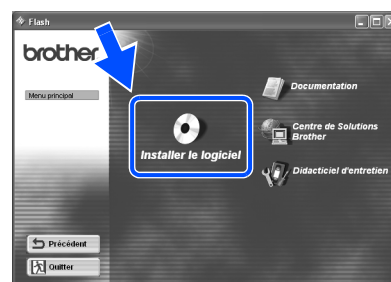 Flash
brother
Menu principal
Documentation
Centre de Solutions
Brother
Installer le logiciel
Didacticiel d'entretien
Précédent
Quitter